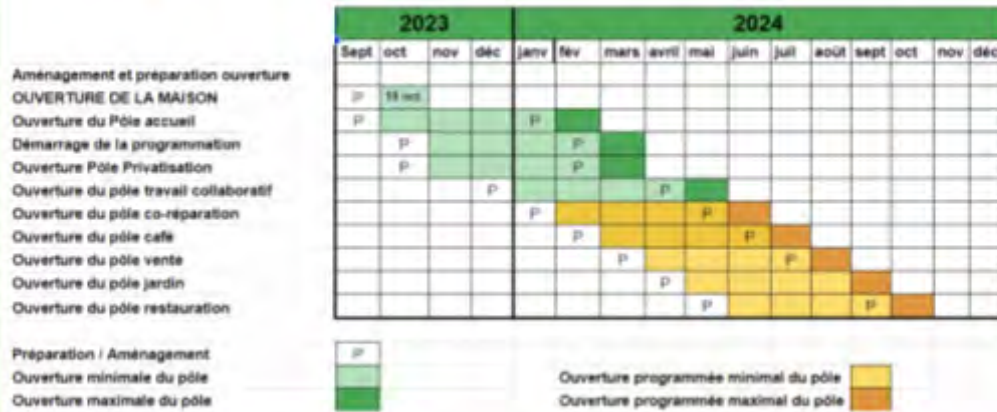 2023 2024
Sept oct nov déc janv fév mars avril mai juin juil août sept oct nov déc
Aménagement et préparation ouverture
OUVERTURE DE LA MAISON P
Ouverture du Pôle accueil P P
Démarrage de la programmation P P
Ouverture Pôle Privatisation P P
Ouverture du pôle travail collaboratif P P
Ouverture du pôle co-réparation P P
Ouverture du pôle café P P
Ouverture du pôle vente P P
Ouverture du pôle jardin P
Ouverture du pôle restauration P P
Préparation / Aménagement P
Ouverture minimale du pôle Ouverture programmée minimal du pôle
Ouverture maximale du pôle Ouverture programmée maximal du pôle